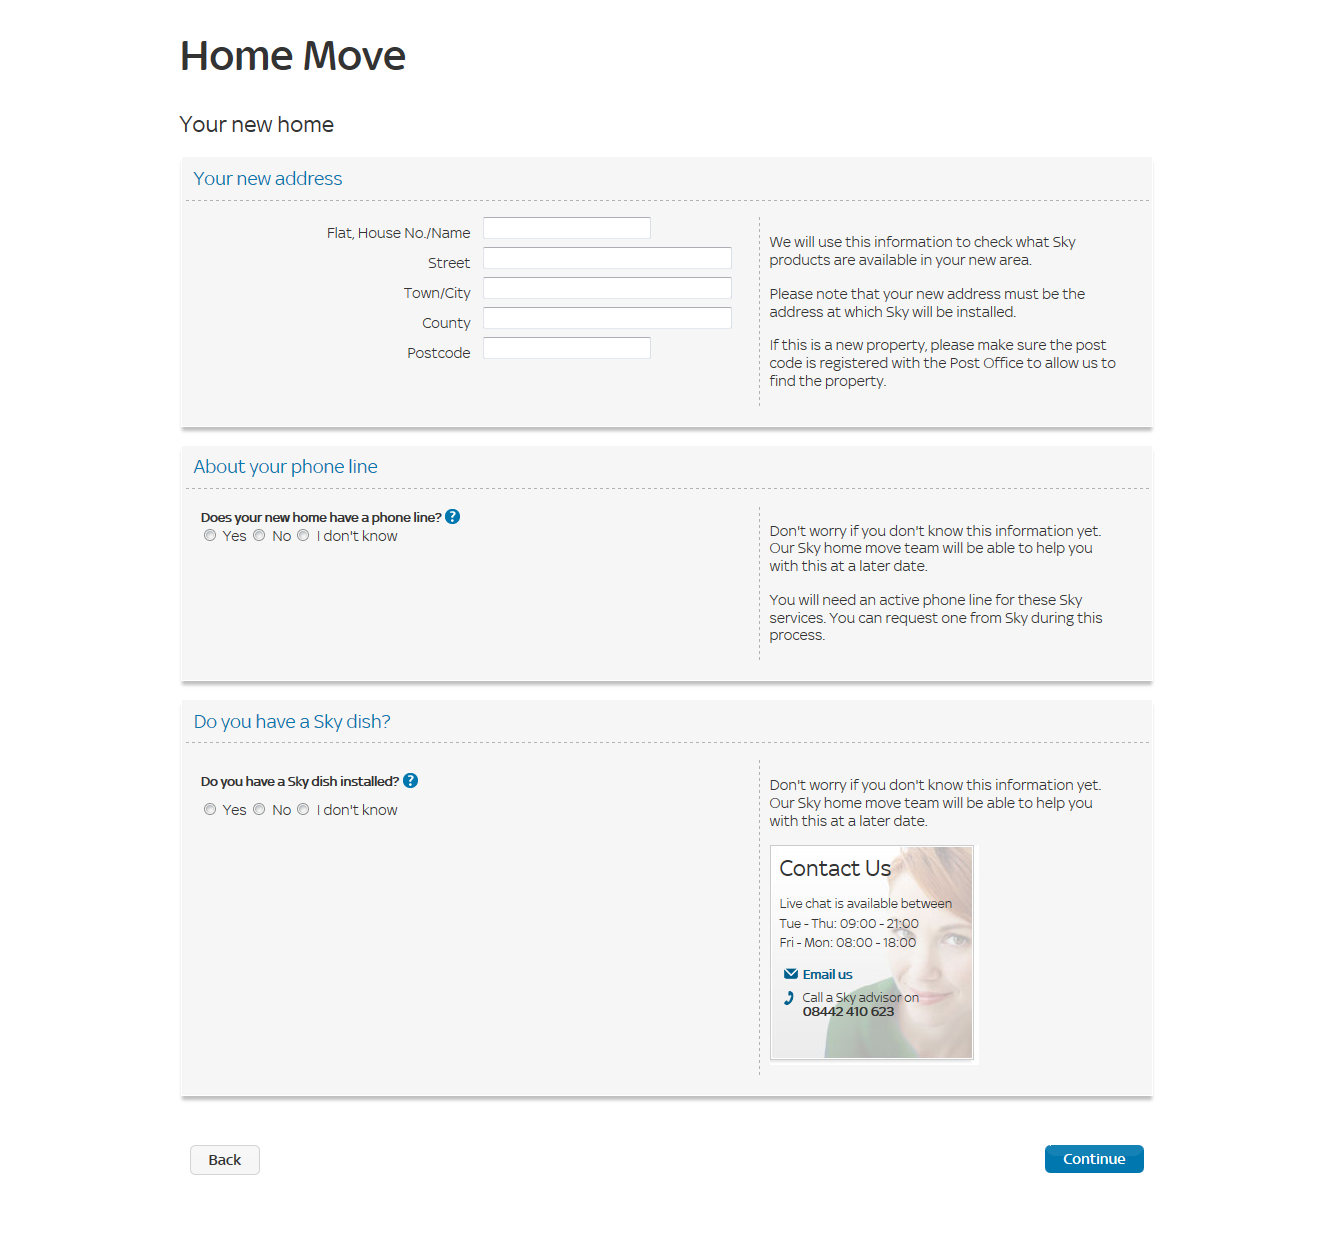 Home Move
Your new home
Your new address
Flat, House No./Name
Street
Town/City
County
Postcode
We will use this information to check what Sky
products are available in your new area.
Please note that your new address must be the
address at which Sky will be installed.
If this is a new property, please make sure the post
code is registered with the Post Office to allow us to
find the property.
About your phone line
Does your new home have a phone line? ?
Yes No I don't know
Don't worry if you don't know this information yet.
Our Sky home move team will be able to help you
with this at a later date.
You will need an active phone line for these Sky
services. You can request one from Sky during this
process.
Do you have a Sky dish?
Do you have a Sky dish installed? ?
Yes No I don't know
Don't worry if you don't know this information yet.
Our Sky home move team will be able to help you
with this at a later date.
Contact Us
Live chat is available between
Tue - Thu: 09:00 - 21:00
Fri - Mon: 08:00 - 18:00
Email us
Call a Sky advisor on
08442 410 623
Back
Continue